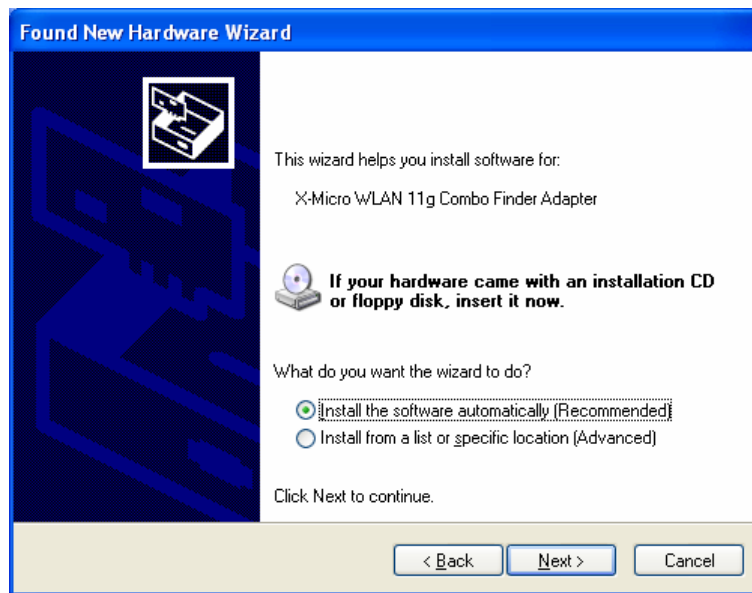 Found New Hardware Wizard
This wizard helps you install software for:
X-Micro WLAN 11g Combo Finder Adapter
If your hardware came with an installation CD
or floppy disk, insert it now.
What do you want the wizard to do?
Install the software automatically (Recommended)
Install from a list or specific location (Advanced)
Click Next to continue.
< Back Next > Cancel